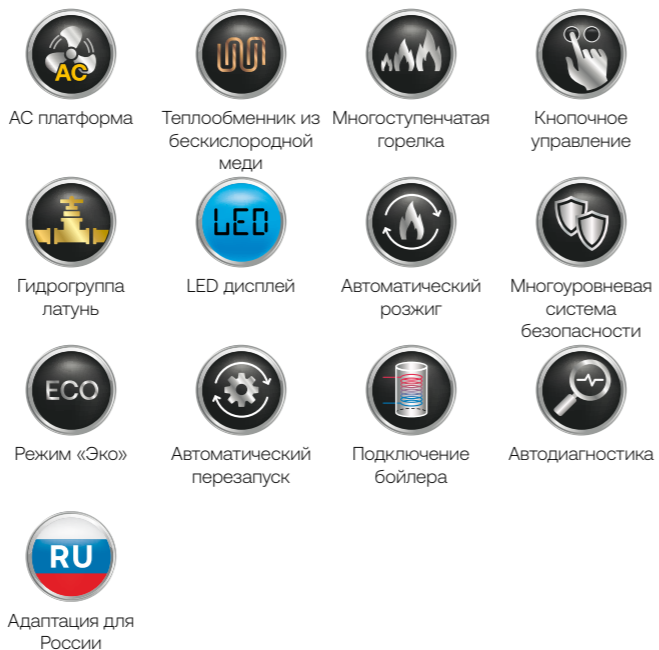 AC
АС платформа
Теплообменник из
бескислородной
меди
Многоступенчатая
горелка
Кнопочное
управление
Гидрогруппа
латунь
LED
LED дисплей
Автоматический
розжиг
Многоуровневая
система
безопасности
ECO
Режим «Эко»
Автоматический
перезапуск
Подключение
бойлера
Автодиагностика
RU
Адаптация для
России